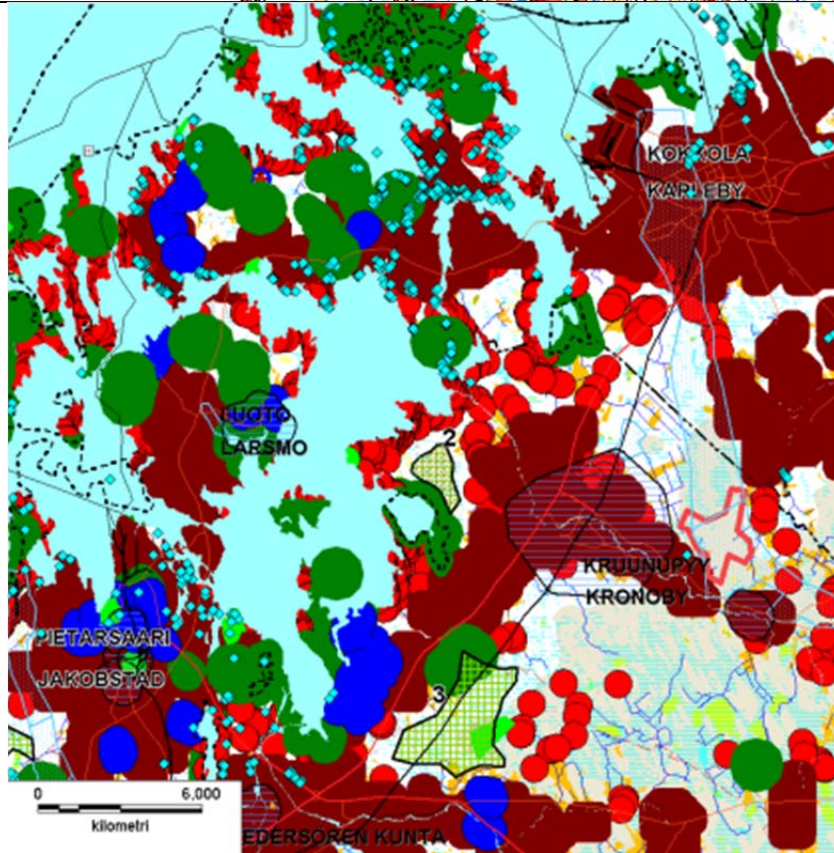 KOKKOLA
KARLEBY
LUOTO
LARSMO
2
KRUUNUPYY
KRONOBY
PIETARSAARI
JAKOBSTAD
3
0 6,000
kilometri
EDERSÖREN KUNTA